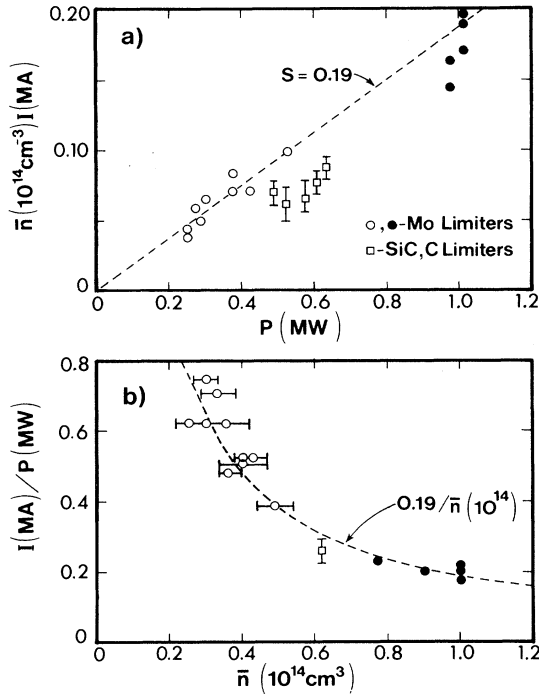 0.20
a)
S = 0.19
n̄ (10¹⁴cm⁻³) I (MA)
0.10
○,●-Mo Limiters
□-SiC,C Limiters
0
0 0.2 0.4 0.6 0.8 1.0 1.2
P (MW)
0.8
b)
I(MA)/P(MW)
0.6
0.4
0.19/n̄ (10¹⁴)
0.2
0
0 0.2 0.4 0.6 0.8 1.0 1.2
n̄ (10¹⁴cm³)